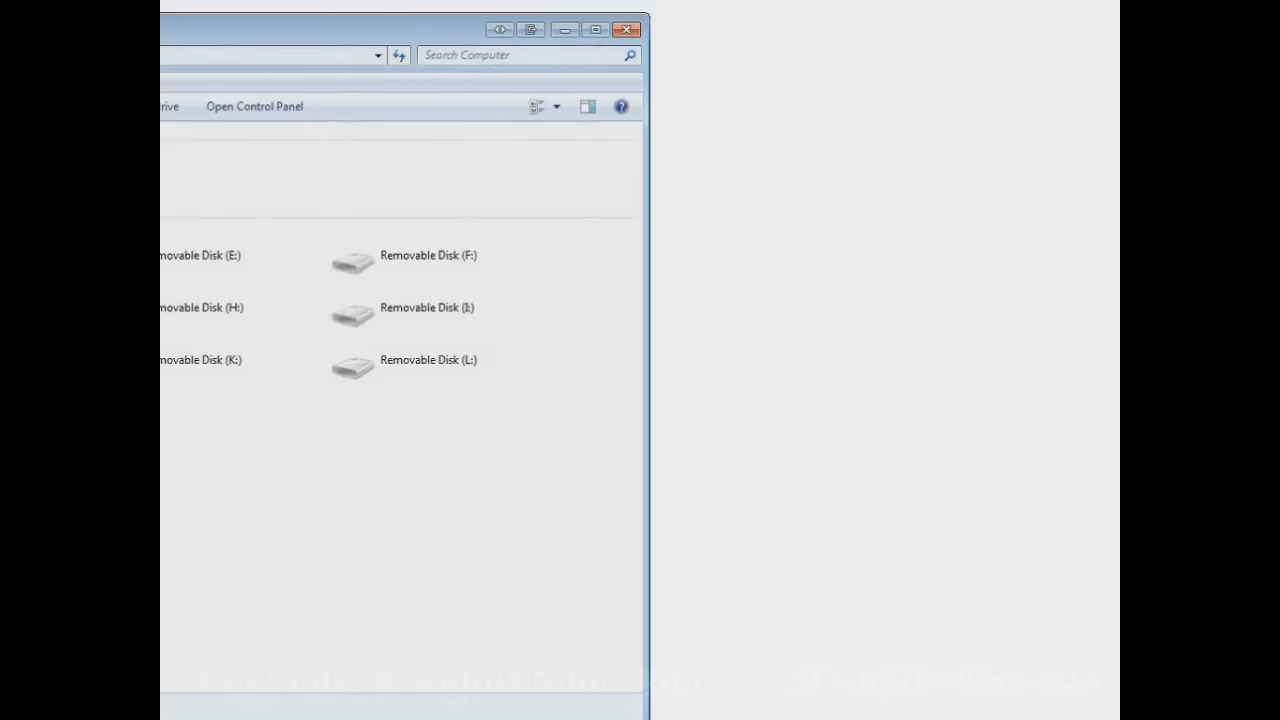 Search Computer
rive Open Control Panel
movable Disk (E:) Removable Disk (F:)
movable Disk (H:) Removable Disk (I:)
movable Disk (K:) Removable Disk (L:)